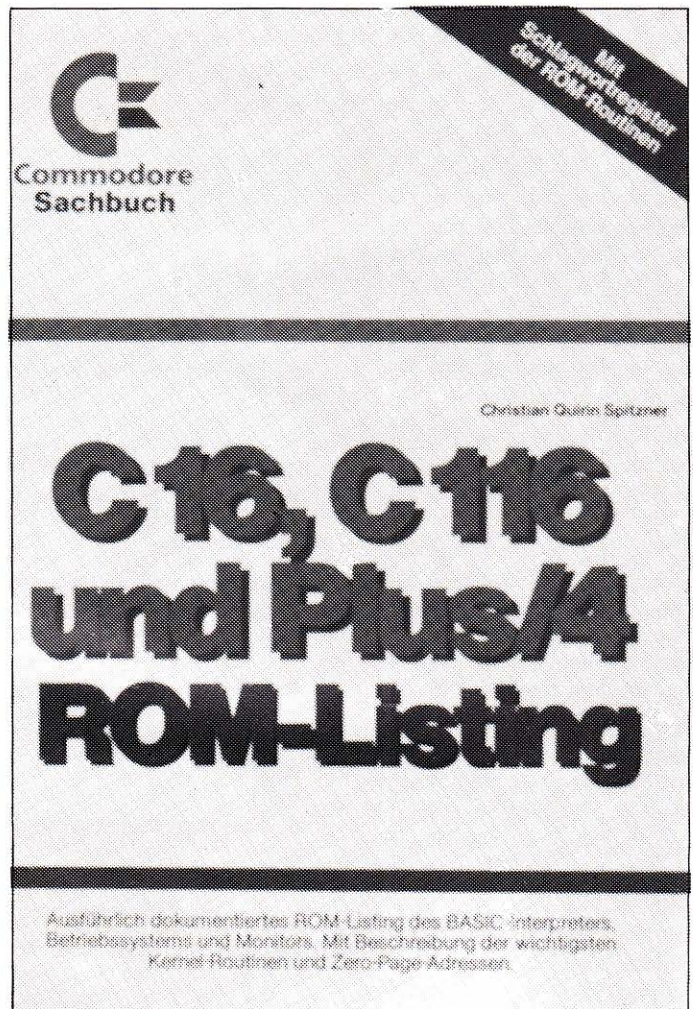 Mit
Schlagwortregister
der ROM-Routinen
Commodore
Sachbuch
Christian Quirin Spitzner
C 16, C 116
und Plus/4
ROM-Listing
Ausführlich dokumentiertes ROM-Listing des BASIC-Interpreters,
Betriebssystems und Monitors. Mit Beschreibung der wichtigsten
Kernel-Routinen und Zero-Page-Adressen.